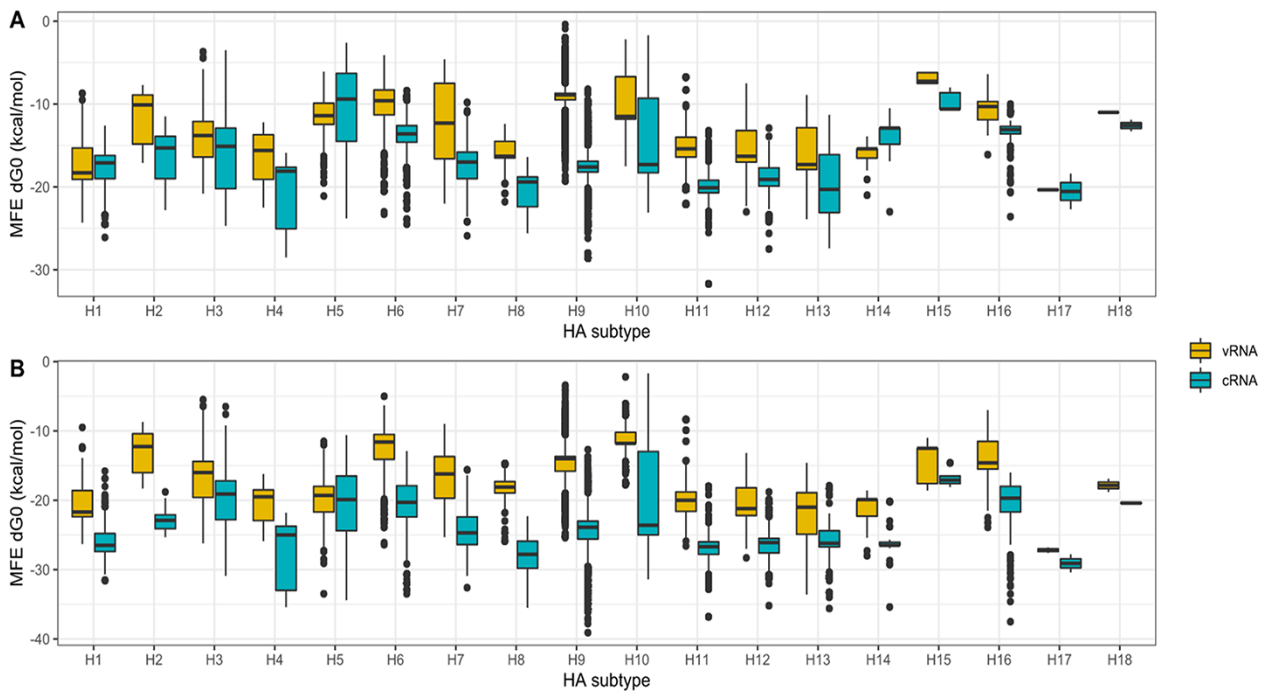 A
MFE dG0 (kcal/mol)
0
-10
-20
-30
H1 H2 H3 H4 H5 H6 H7 H8 H9 H10 H11 H12 H13 H14 H15 H16 H17 H18
HA subtype
vRNA
cRNA
B
MFE dG0 (kcal/mol)
0
-10
-20
-30
-40
H1 H2 H3 H4 H5 H6 H7 H8 H9 H10 H11 H12 H13 H14 H15 H16 H17 H18
HA subtype